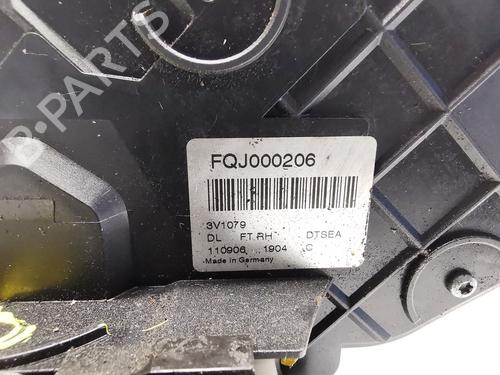 B-PARTS
FQJ000206
3V1079
DL FT RH DTSEA
110906 1904 C
Made in Germany